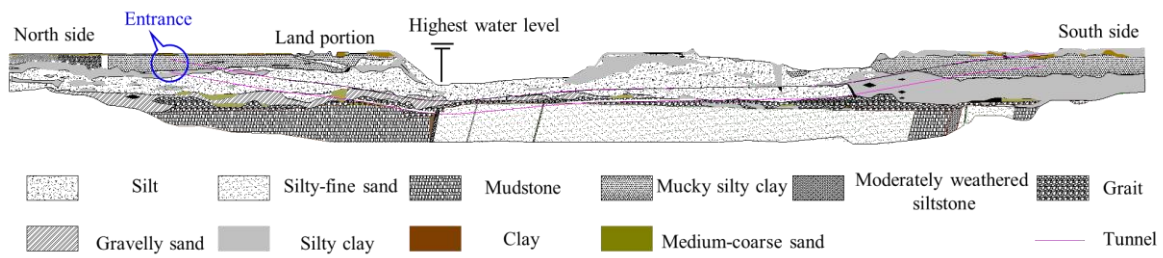 Entrance
Highest water level
North side
Land portion
South side
Silt
Silty-fine sand
Mudstone
Mucky silty clay
Moderately weathered
siltstone
Grait
Gravelly sand
Silty clay
Clay
Medium-coarse sand
Tunnel